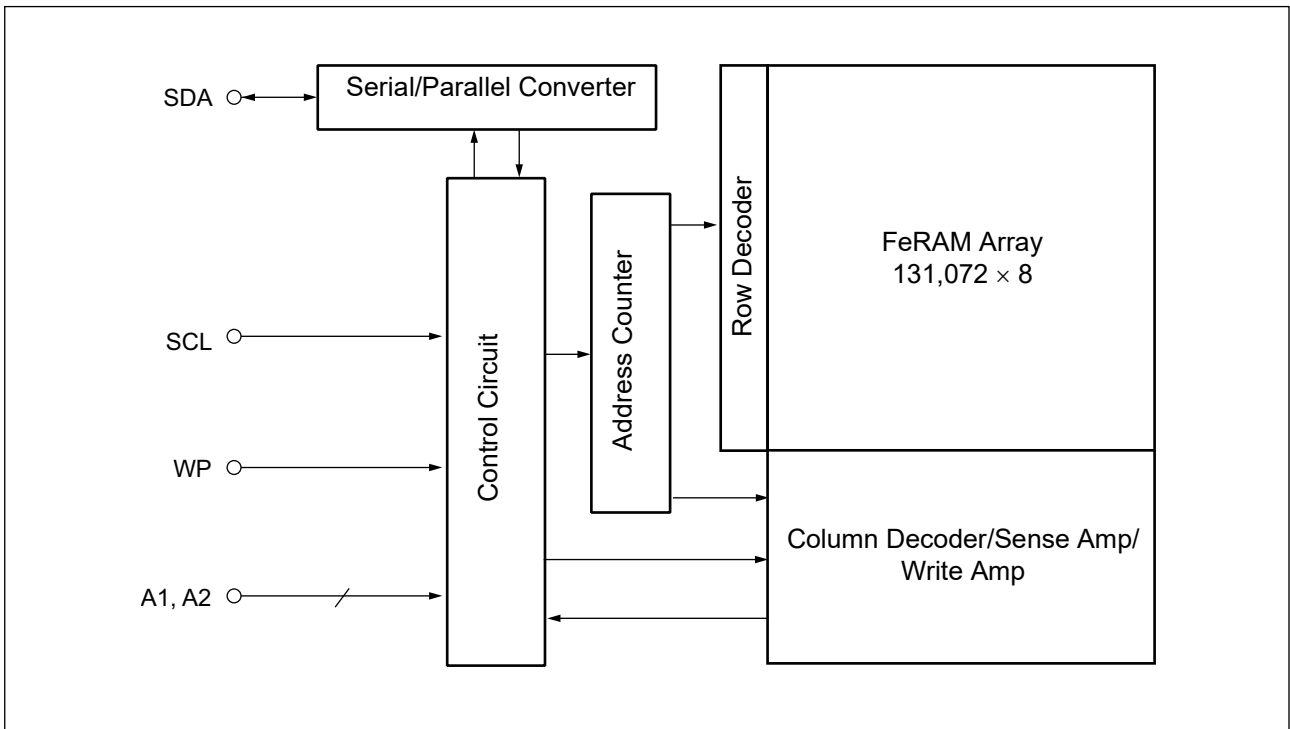 Serial/Parallel Converter
SDA
Row Decoder
FeRAM Array
131,072 × 8
Address Counter
Control Circuit
SCL
WP
Column Decoder/Sense Amp/
Write Amp
A1, A2